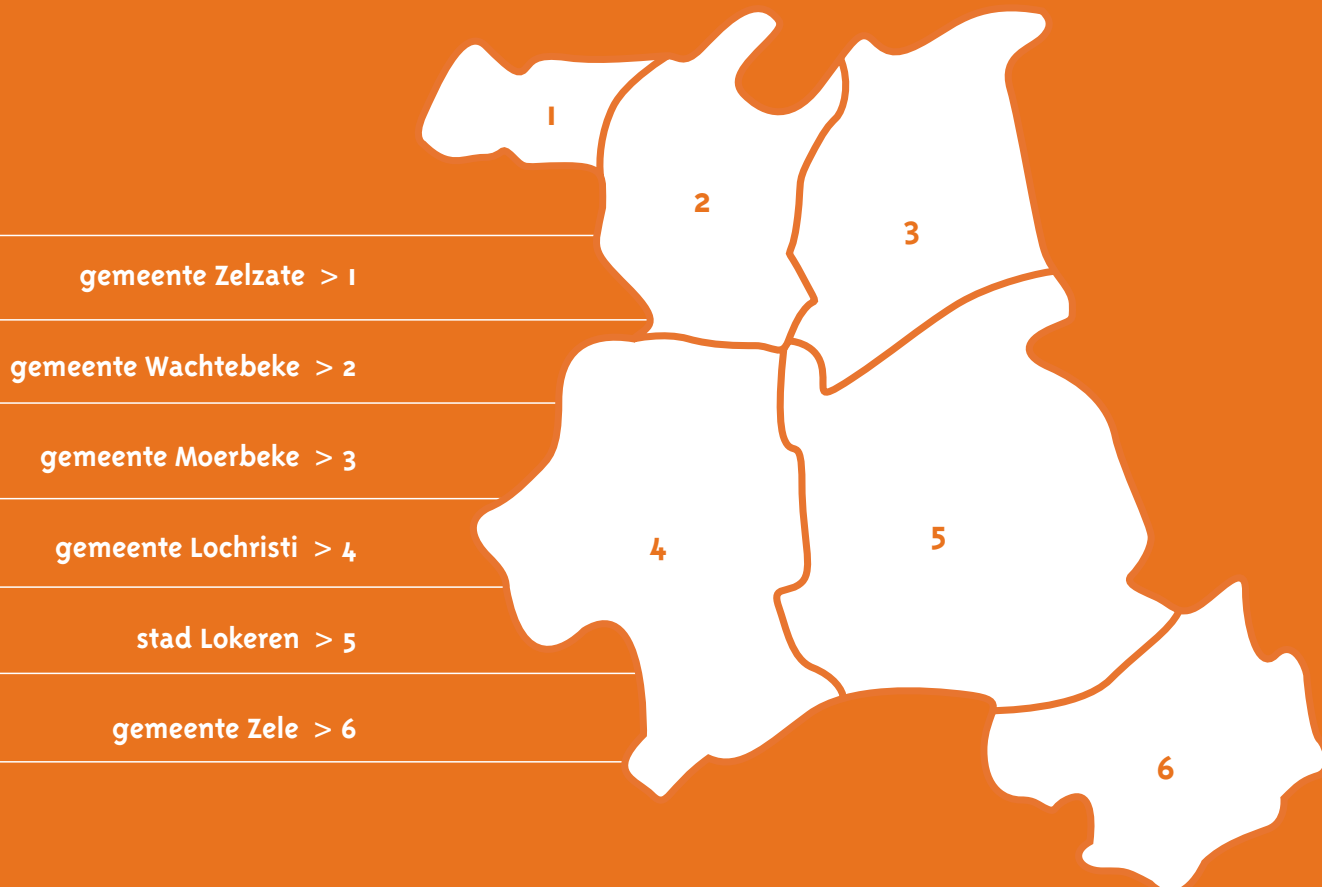 gemeente Zelzate > 1
gemeente Wachtebeke > 2
gemeente Moerbeke > 3
gemeente Lochristi > 4
stad Lokeren > 5
gemeente Zele > 6
1
2
3
4
5
6